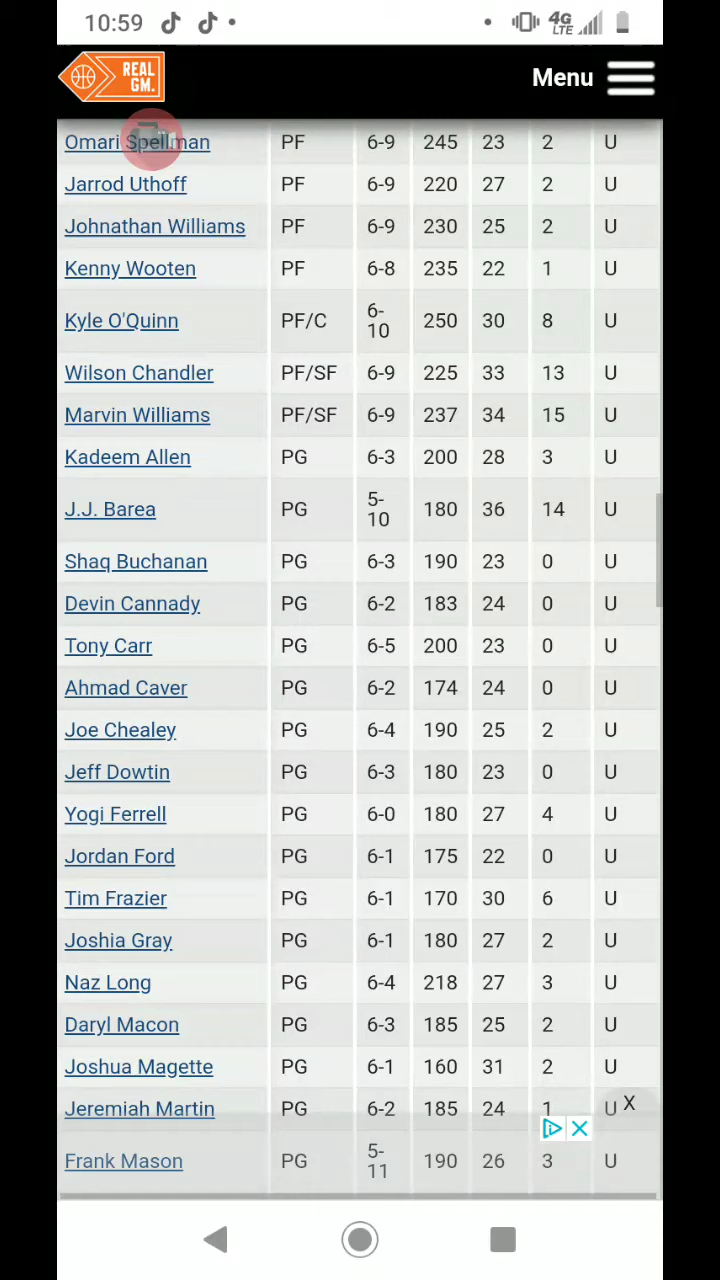 10:59 4G LTE
REAL GM. Menu
Omari Spellman PF 6-9 245 23 2 U
Jarrod Uthoff PF 6-9 220 27 2 U
Johnathan Williams PF 6-9 230 25 2 U
Kenny Wooten PF 6-8 235 22 1 U
Kyle O'Quinn PF/C 6-10 250 30 8 U
Wilson Chandler PF/SF 6-9 225 33 13 U
Marvin Williams PF/SF 6-9 237 34 15 U
Kadeem Allen PG 6-3 200 28 3 U
J.J. Barea PG 5-10 180 36 14 U
Shaq Buchanan PG 6-3 190 23 0 U
Devin Cannady PG 6-2 183 24 0 U
Tony Carr PG 6-5 200 23 0 U
Ahmad Caver PG 6-2 174 24 0 U
Joe Chealey PG 6-4 190 25 2 U
Jeff Dowtin PG 6-3 180 23 0 U
Yogi Ferrell PG 6-0 180 27 4 U
Jordan Ford PG 6-1 175 22 0 U
Tim Frazier PG 6-1 170 30 6 U
Joshia Gray PG 6-1 180 27 2 U
Naz Long PG 6-4 218 27 3 U
Daryl Macon PG 6-3 185 25 2 U
Joshua Magette PG 6-1 160 31 2 U
Jeremiah Martin PG 6-2 185 24 1 U X
Frank Mason PG 5-11 190 26 3 U